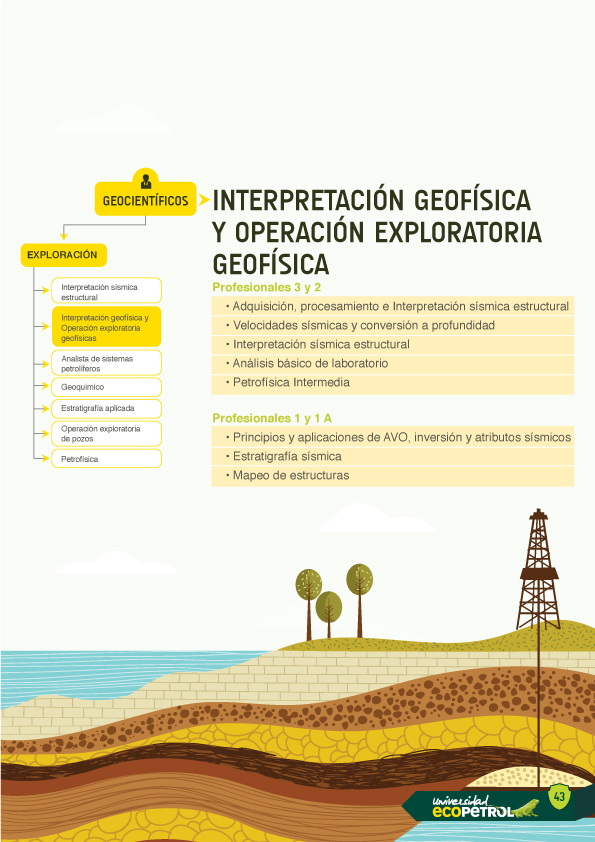 GEOCIENTÍFICOS
EXPLORACIÓN
Interpretación sísmica
estructural
Interpretación geofísica y
Operación exploratoria
geofísicas
Analista de sistemas
petrolíferos
Geoquímico
Estratigrafía aplicada
Operación exploratoria
de pozos
Petrofísica
INTERPRETACIÓN GEOFÍSICA
Y OPERACIÓN EXPLORATORIA
GEOFÍSICA
Profesionales 3 y 2
• Adquisición, procesamiento e Interpretación sísmica estructural
• Velocidades sísmicas y conversión a profundidad
• Interpretación sísmica estructural
• Análisis básico de laboratorio
• Petrofísica Intermedia
Profesionales 1 y 1 A
• Principios y aplicaciones de AVO, inversión y atributos sísmicos
• Estratigrafía sísmica
• Mapeo de estructuras
Universidad
ECOPETROL
43